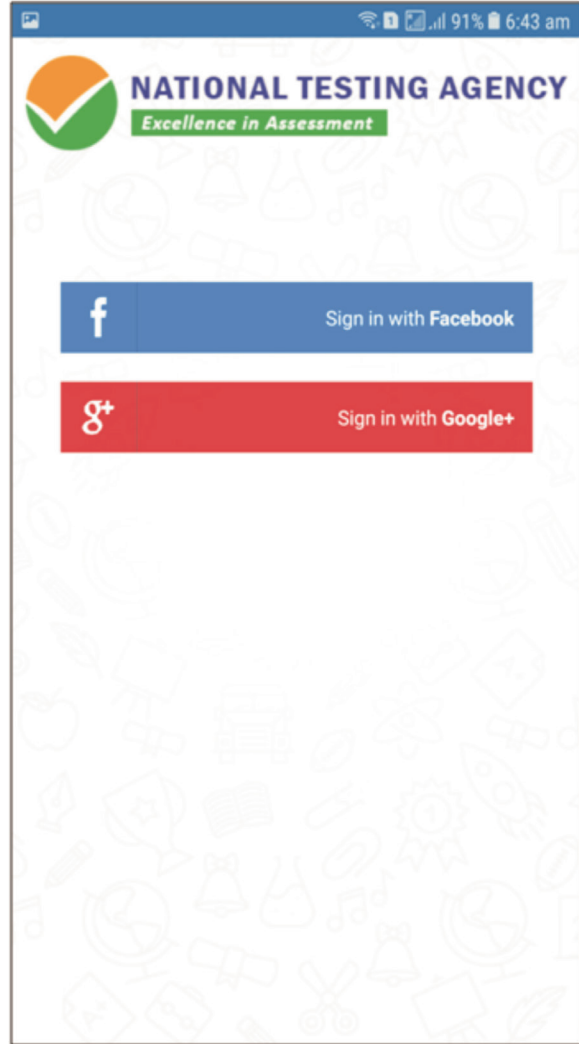 91% 6:43 am
NATIONAL TESTING AGENCY
Excellence in Assessment
f Sign in with Facebook
g+ Sign in with Google+